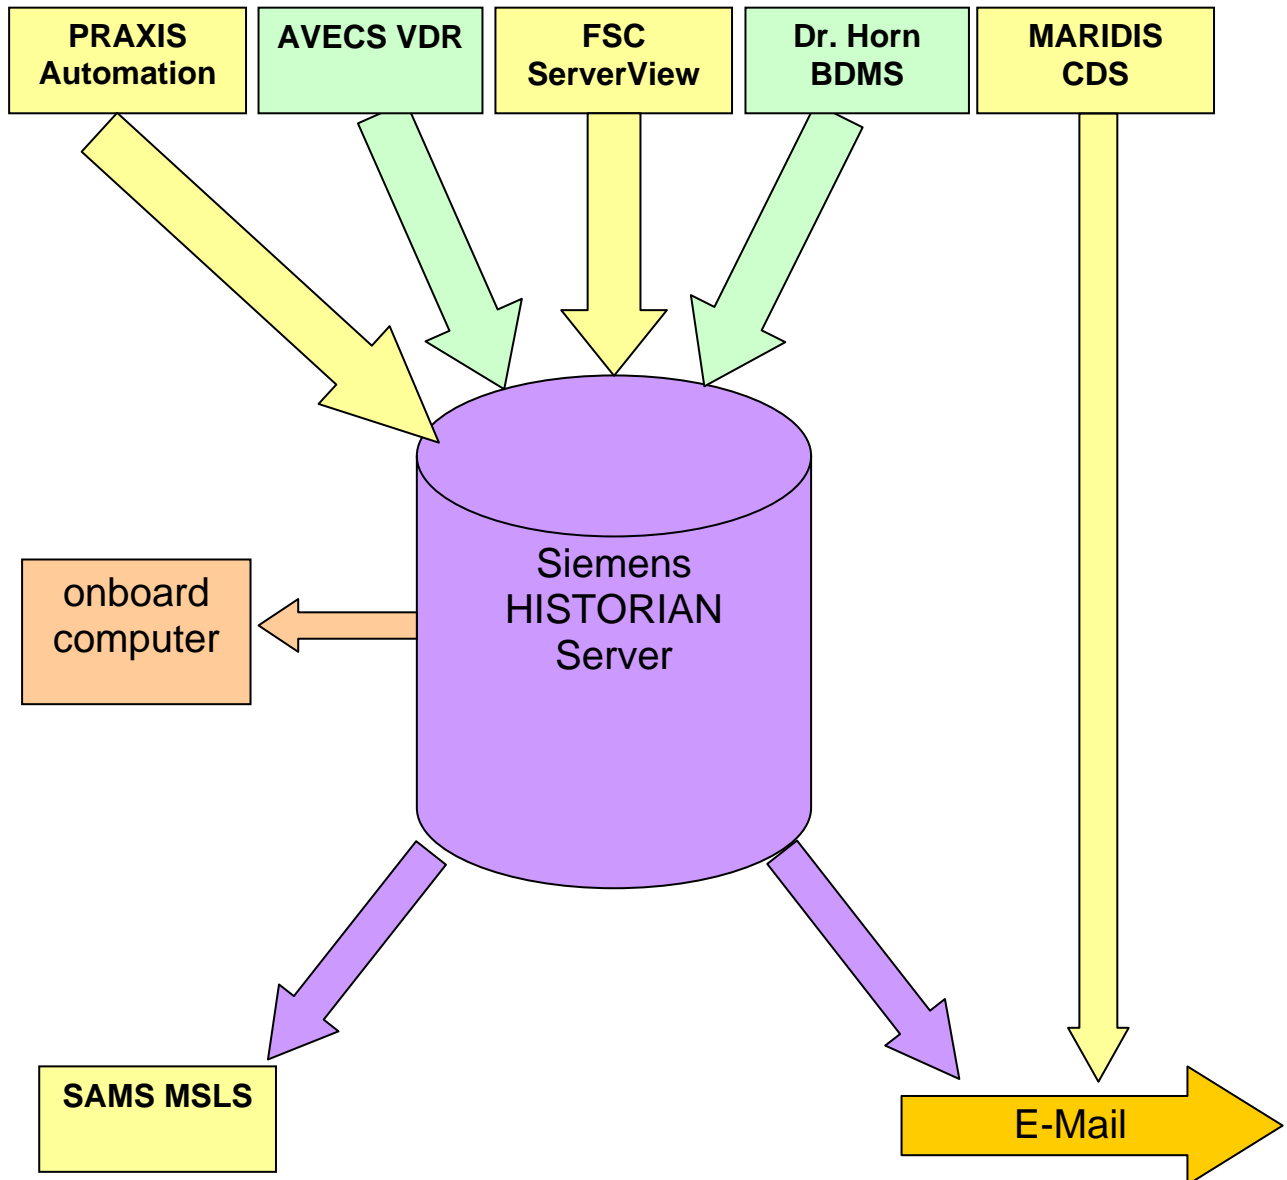 PRAXIS
Automation
AVECS VDR
FSC
ServerView
Dr. Horn
BDMS
MARIDIS
CDS
Siemens
HISTORIAN
Server
onboard
computer
SAMS MSLS
E-Mail